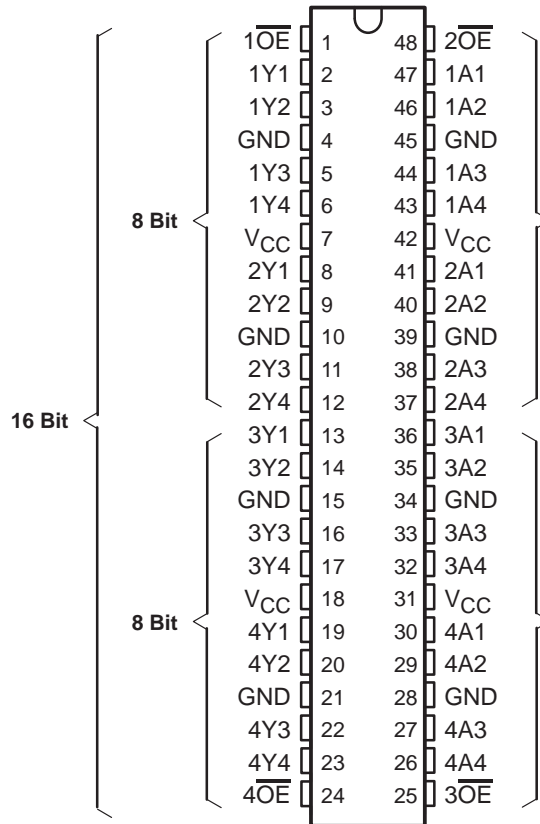 1O̅E̅ 1 48 2O̅E̅
1Y1 2 47 1A1
1Y2 3 46 1A2
GND 4 45 GND
1Y3 5 44 1A3
1Y4 6 43 1A4
8 Bit
VCC 7 42 VCC
2Y1 8 41 2A1
2Y2 9 40 2A2
GND 10 39 GND
2Y3 11 38 2A3
2Y4 12 37 2A4
16 Bit
3Y1 13 36 3A1
3Y2 14 35 3A2
GND 15 34 GND
3Y3 16 33 3A3
3Y4 17 32 3A4
VCC 18 31 VCC
8 Bit
4Y1 19 30 4A1
4Y2 20 29 4A2
GND 21 28 GND
4Y3 22 27 4A3
4Y4 23 26 4A4
4O̅E̅ 24 25 3O̅E̅